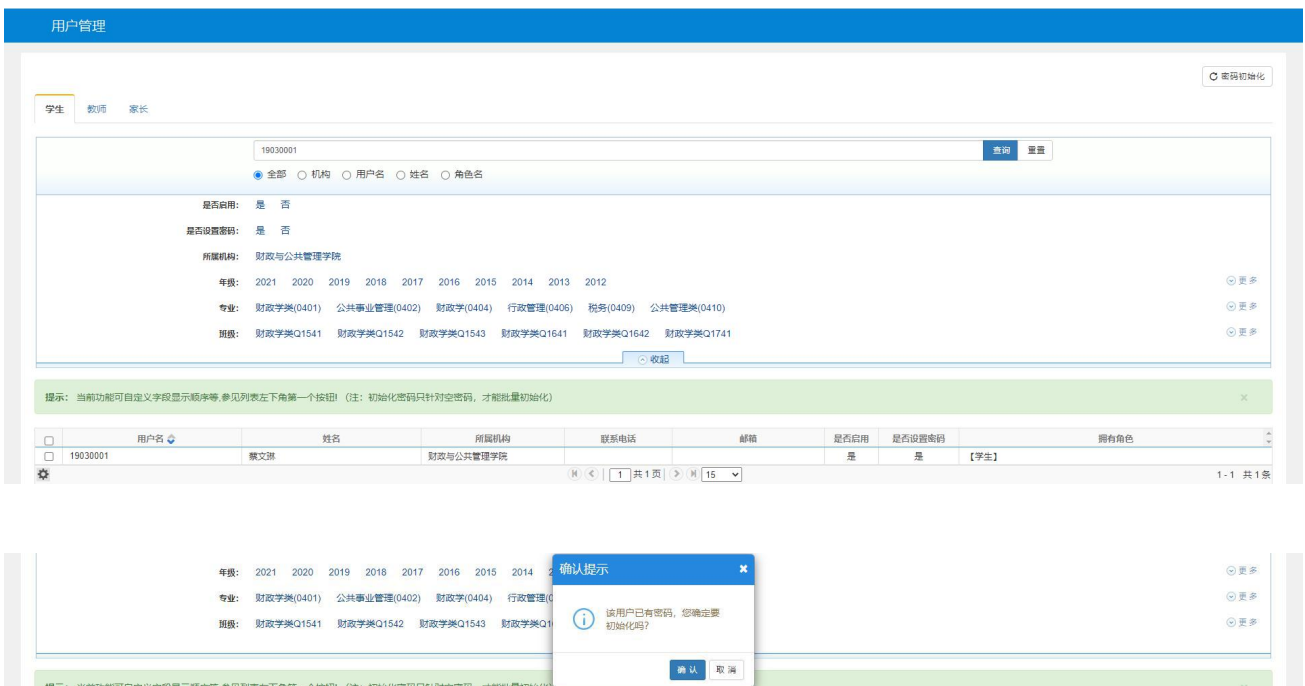 用户管理
密码初始化
学生 教师 家长
19030001 查询 重置
全部 机构 用户名 姓名 角色名
是否启用: 是 否
是否设置密码: 是 否
所属机构: 财政与公共管理学院
年级: 2021 2020 2019 2018 2017 2016 2015 2014 2013 2012 更多
专业: 财政学类(0401) 公共事业管理(0402) 财政学(0404) 行政管理(0406) 税务(0409) 公共管理类(0410) 更多
班级: 财政学类Q1541 财政学类Q1542 财政学类Q1543 财政学类Q1641 财政学类Q1642 财政学类Q1741 更多
收起
提示: 当前功能可自定义字段显示顺序等,参见列表左下角第一个按钮! (注: 初始化密码只针对空密码, 才能批量初始化)
用户名 姓名 所属机构 联系电话 邮箱 是否启用 是否设置密码 拥有角色
19030001 蔡文琳 财政与公共管理学院 是 是 【学生】
1 共1页 15 1-1 共1条
确认提示
年级: 2021 2020 2019 2018 2017 2016 2015 2014 更多
专业: 财政学类(0401) 公共事业管理(0402) 财政学(0404) 行政管理( 更多
班级: 财政学类Q1541 财政学类Q1542 财政学类Q1543 财政学类Q1 更多
该用户已有密码, 您确定要
初始化吗?
确认 取消